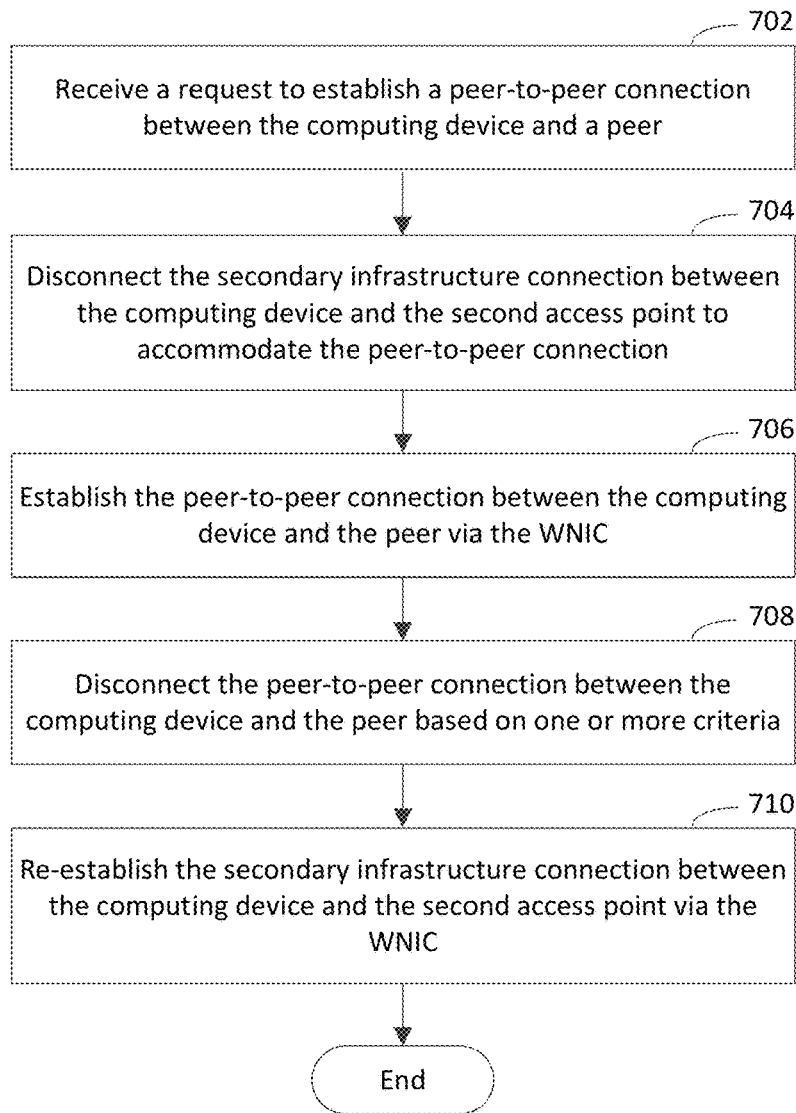 702
Receive a request to establish a peer-to-peer connection
between the computing device and a peer
704
Disconnect the secondary infrastructure connection between
the computing device and the second access point to
accommodate the peer-to-peer connection
706
Establish the peer-to-peer connection between the computing
device and the peer via the WNIC
708
Disconnect the peer-to-peer connection between the
computing device and the peer based on one or more criteria
710
Re-establish the secondary infrastructure connection between
the computing device and the second access point via the
WNIC
End